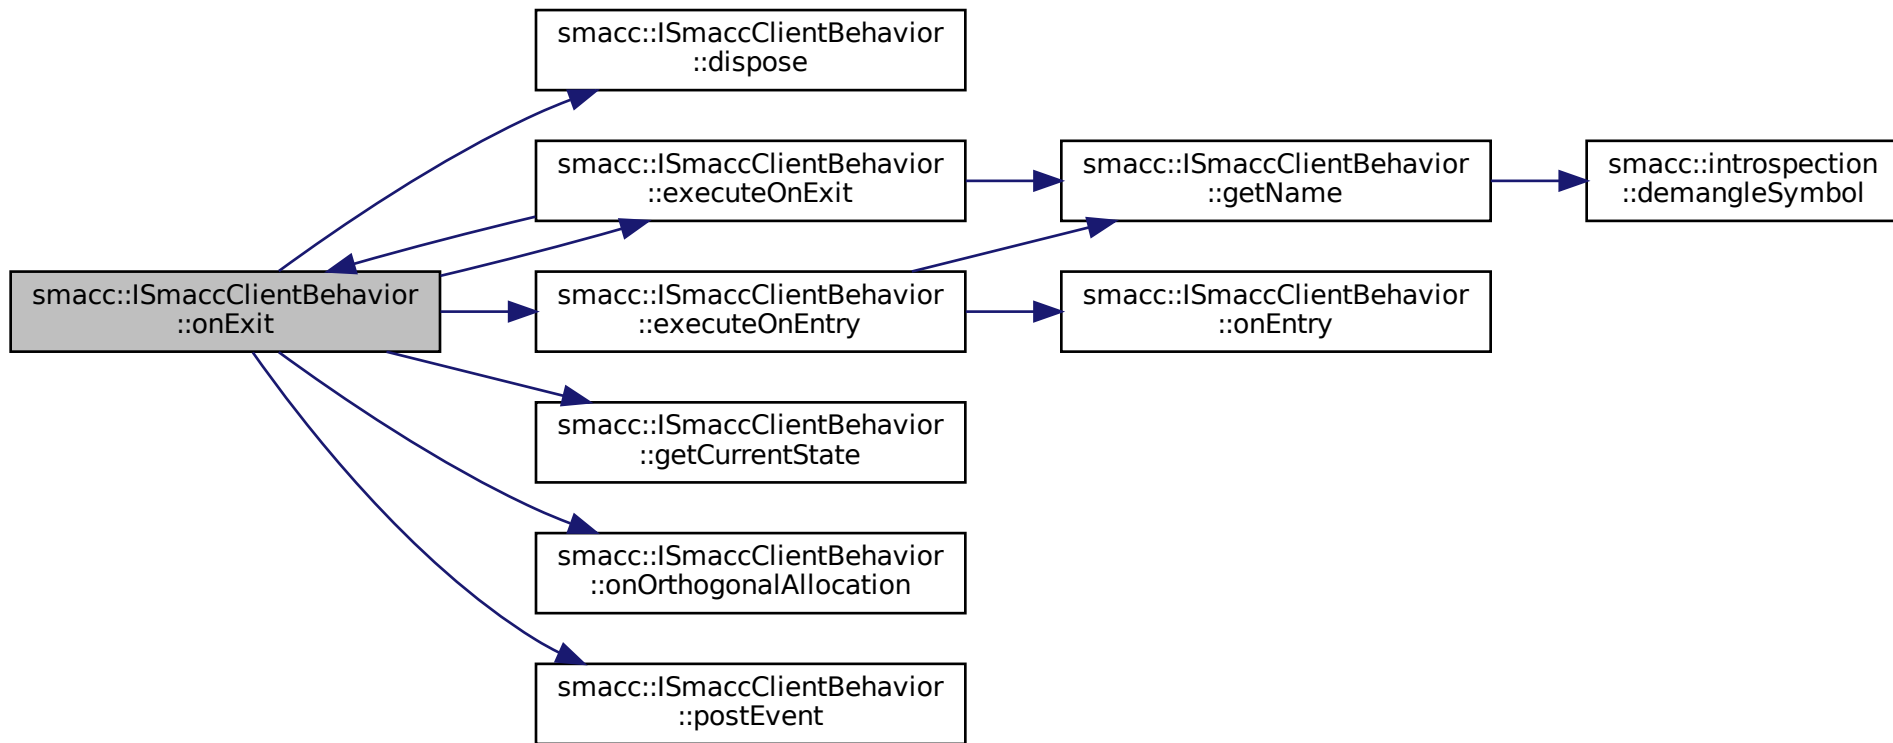 smacc::ISmaccClientBehavior
::dispose
smacc::ISmaccClientBehavior
::executeOnExit
smacc::ISmaccClientBehavior
::getName
smacc::introspection
::demangleSymbol
smacc::ISmaccClientBehavior
::onExit
smacc::ISmaccClientBehavior
::executeOnEntry
smacc::ISmaccClientBehavior
::onEntry
smacc::ISmaccClientBehavior
::getCurrentState
smacc::ISmaccClientBehavior
::onOrthogonalAllocation
smacc::ISmaccClientBehavior
::postEvent